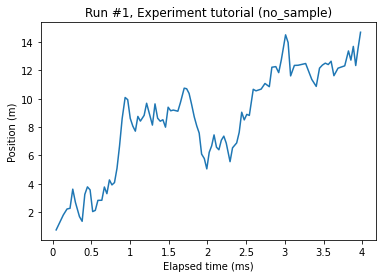 Run #1, Experiment tutorial (no_sample)
Position (m)
14
12
10
8
6
4
2
0 0.5 1 1.5 2 2.5 3 3.5 4
Elapsed time (ms)